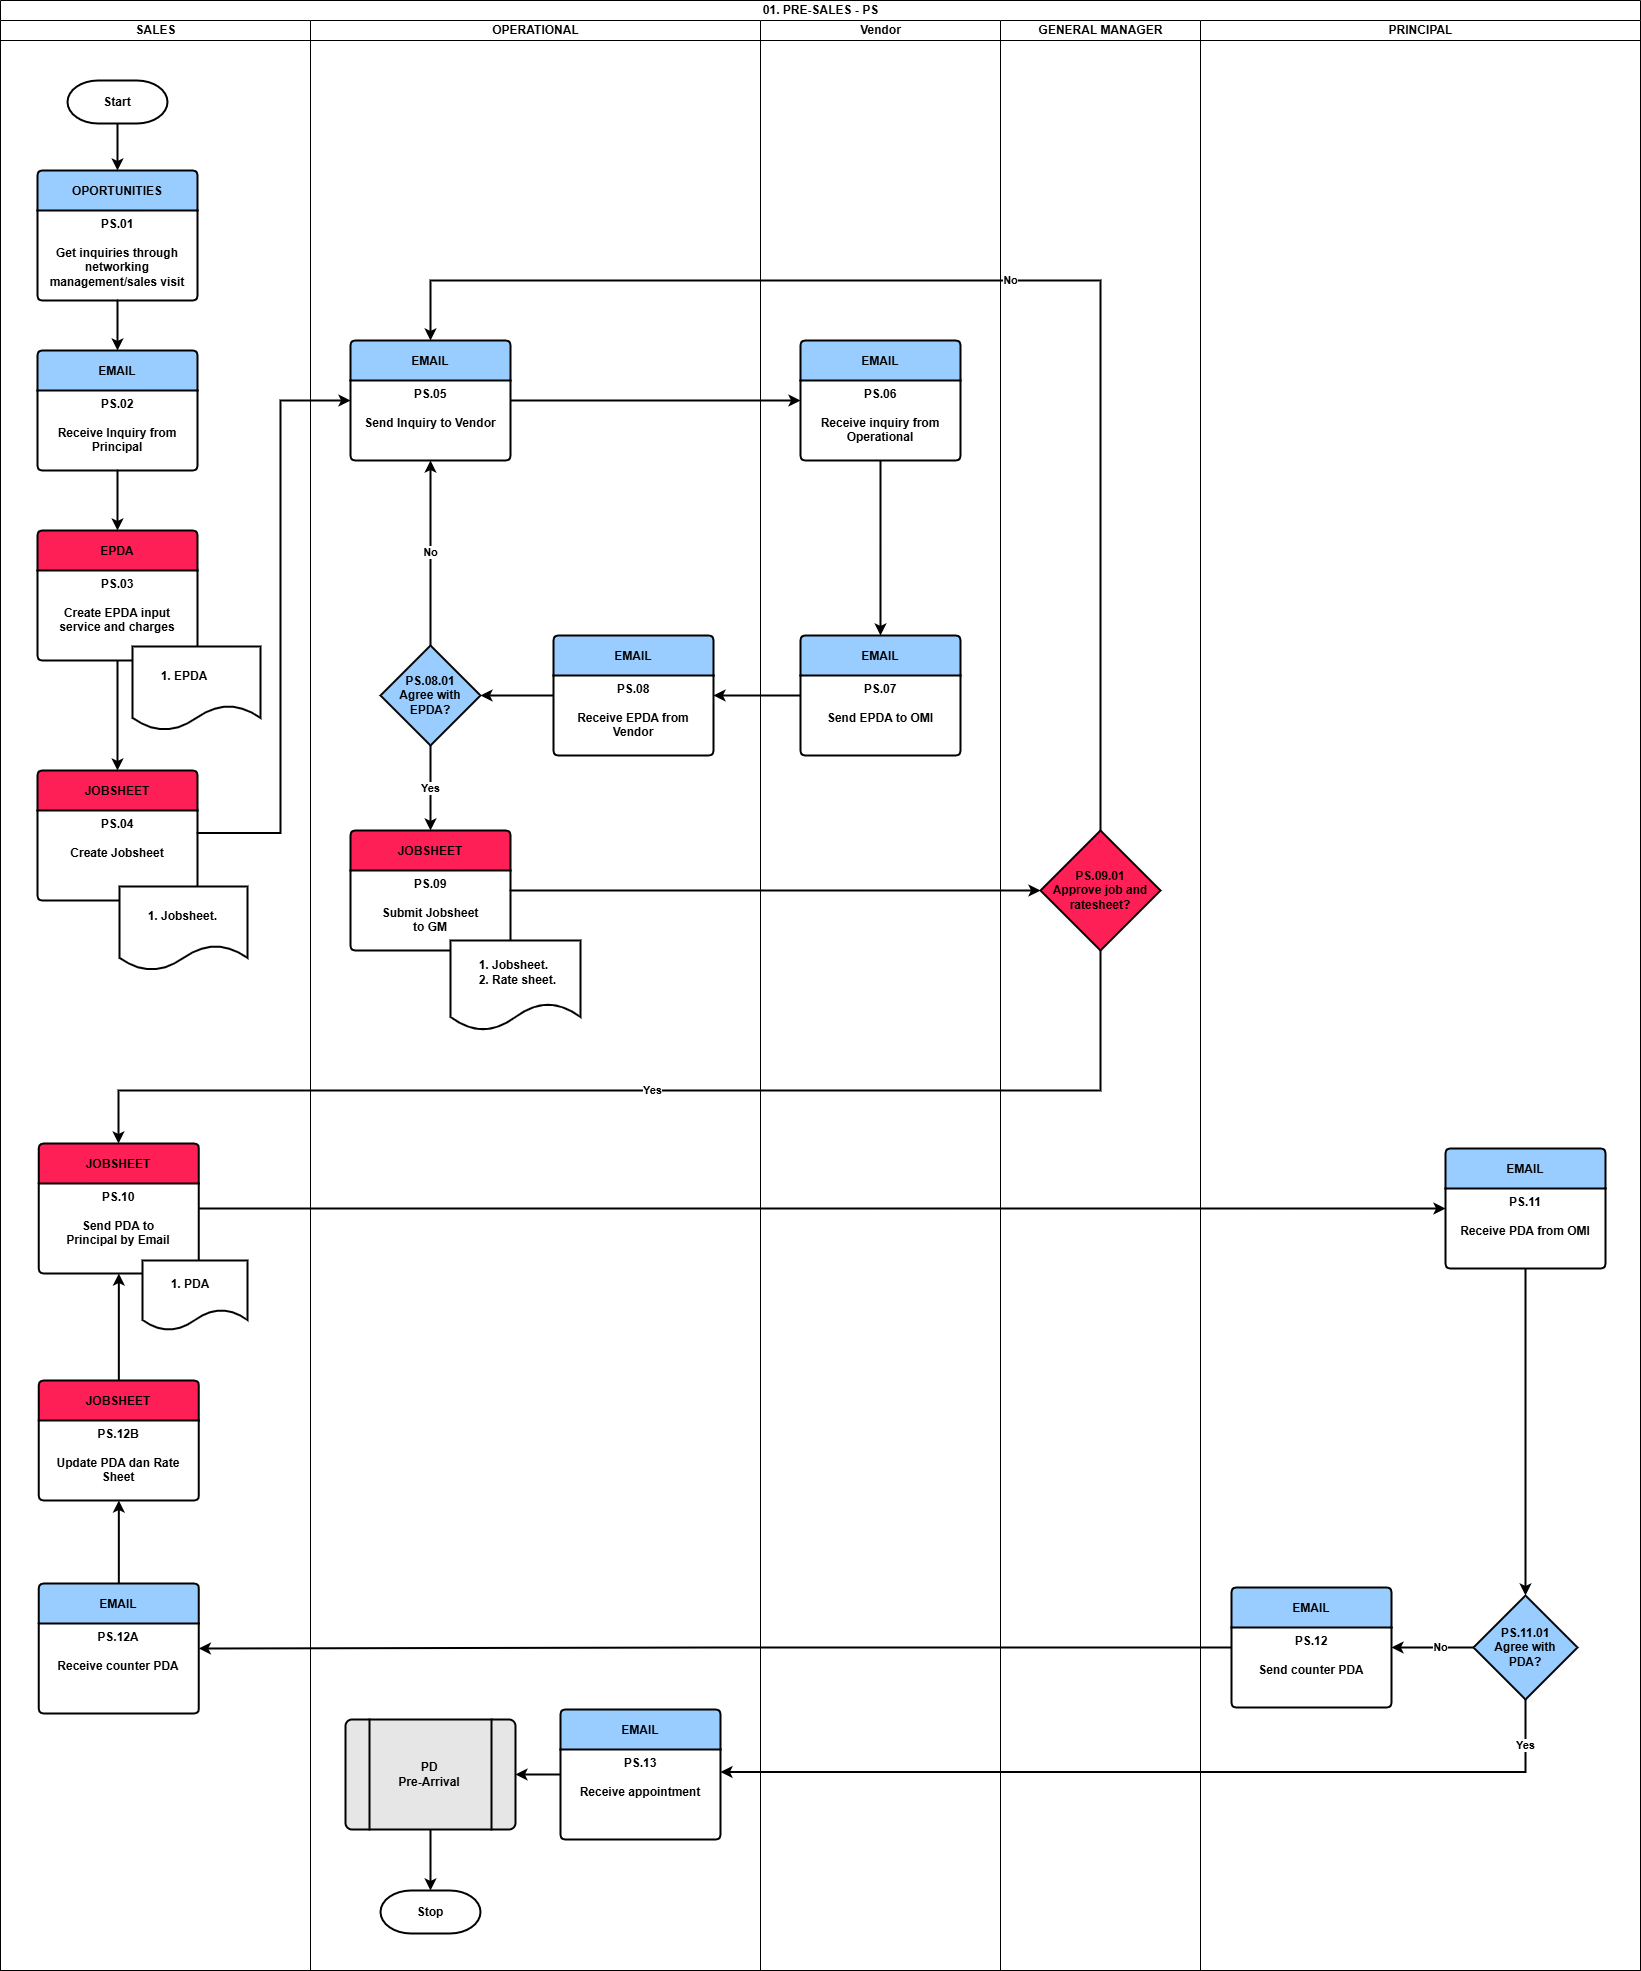 01. PRE-SALES - PS
SALES
OPERATIONAL
Vendor
GENERAL MANAGER
PRINCIPAL
Start
OPORTUNITIES
PS.01
Get inquiries through
networking
management/sales visit
No
EMAIL
PS.02
Receive Inquiry from
Principal
EMAIL
PS.05
Send Inquiry to Vendor
EMAIL
PS.06
Receive inquiry from
Operational
EPDA
PS.03
Create EPDA input
service and charges
1. EPDA
No
PS.08.01
Agree with
EPDA?
EMAIL
PS.08
Receive EPDA from
Vendor
EMAIL
PS.07
Send EPDA to OMI
Yes
JOBSHEET
PS.04
Create Jobsheet
1. Jobsheet.
JOBSHEET
PS.09
Submit Jobsheet
to GM
1. Jobsheet.
2. Rate sheet.
PS.09.01
Approve job and
ratesheet?
Yes
JOBSHEET
PS.10
Send PDA to
Principal by Email
1. PDA
EMAIL
PS.11
Receive PDA from OMI
JOBSHEET
PS.12B
Update PDA dan Rate
Sheet
EMAIL
PS.12A
Receive counter PDA
EMAIL
PS.12
Send counter PDA
No
PS.11.01
Agree with
PDA?
Yes
PD
Pre-Arrival
EMAIL
PS.13
Receive appointment
Stop